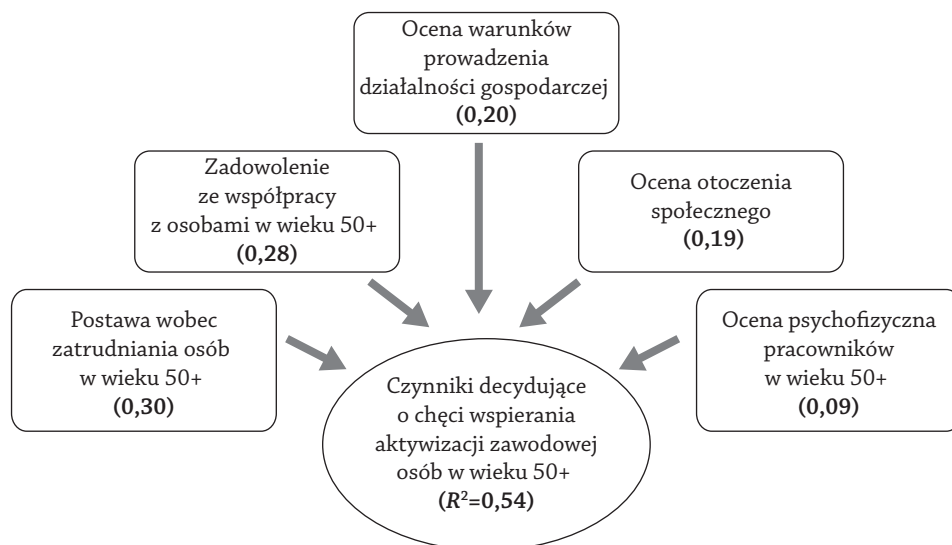 Ocena warunków
prowadzenia
działalności gospodarczej
(0,20)
Zadowolenie
ze współpracy
z osobami w wieku 50+
(0,28)
Ocena otoczenia
społecznego
(0,19)
Postawa wobec
zatrudniania osób
w wieku 50+
(0,30)
Ocena psychofizyczna
pracowników
w wieku 50+
(0,09)
Czynniki decydujące
o chęci wspierania
aktywizacji zawodowej
osób w wieku 50+
(R²=0,54)